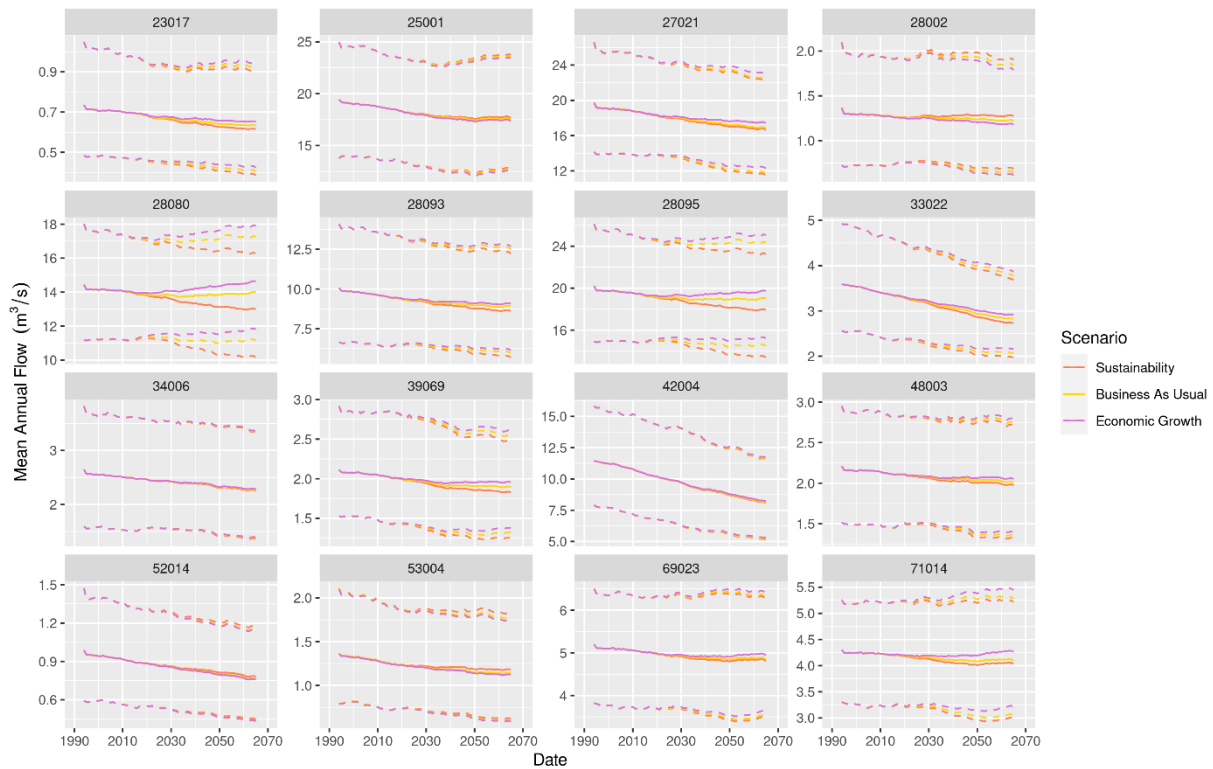 23017 25001 27021 28002
25 2.0
0.9 24
20 22
0.7 20 1.5
18
0.5 15 16
14 1.0
12
28080 28093 28095 33022
18 5
16 12.5 24
4
14 10.0 20
3
12 7.5 16
10 2
34006 39069 42004 48003
3.0 15.0 3.0
3 2.5 12.5 2.5
10.0
2 2.0 7.5 2.0
1.5 5.0 1.5
52014 53004 69023 71014
1.5 5.5
2.0 6 5.0
1.2 4.5
1.5 5
0.9 4.0
1.0 4 3.5
0.6 3.0
1990 2010 2030 2050 2070 1990 2010 2030 2050 2070 1990 2010 2030 2050 2070 1990 2010 2030 2050 2070
Date
Mean Annual Flow (m³/s)
Scenario
Sustainability
Business As Usual
Economic Growth